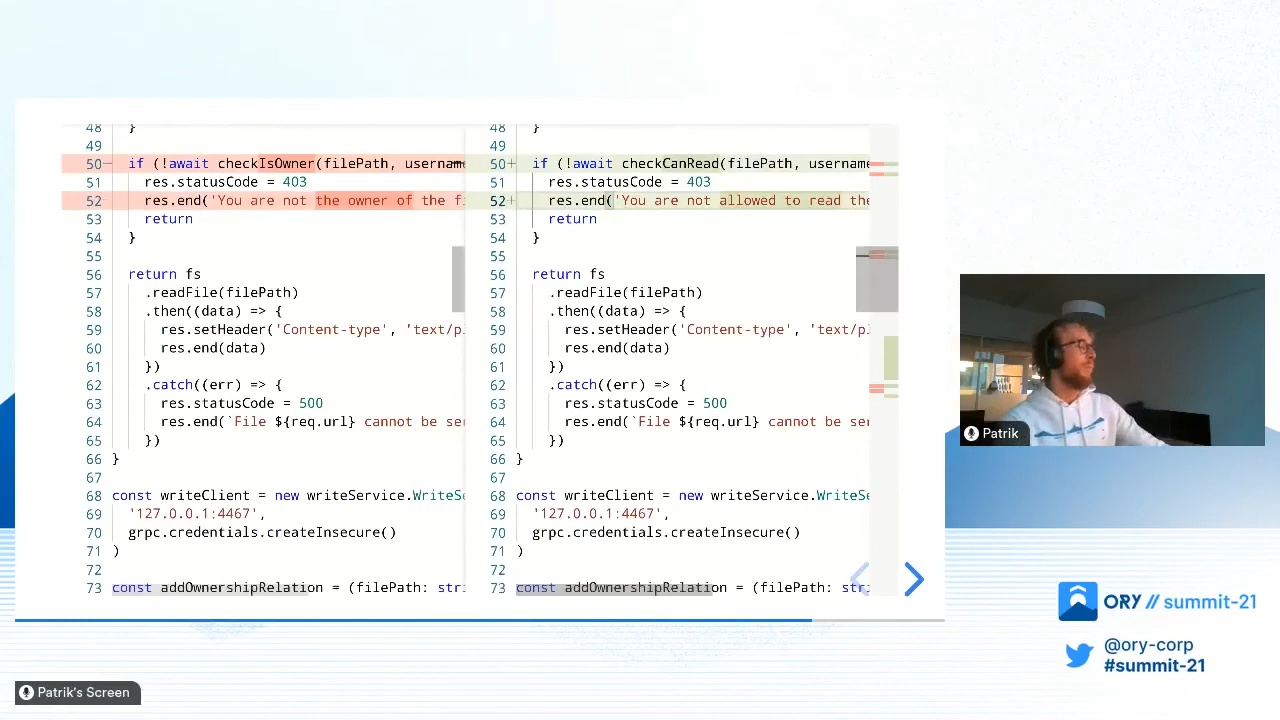 48 }
49
50 if (!await checkIsOwner(filePath, username
51 res.statusCode = 403
52 res.end('You are not the owner of the fi
53 return
54 }
55
56 return fs
57 .readFile(filePath)
58 .then((data) => {
59 res.setHeader('Content-type', 'text/pl
60 res.end(data)
61 })
62 .catch((err) => {
63 res.statusCode = 500
64 res.end(`File ${req.url} cannot be ser
65 })
66 }
67
68 const writeClient = new writeService.WriteSe
69 '127.0.0.1:4467',
70 grpc.credentials.createInsecure()
71 )
72
73 const addOwnershipRelation = (filePath: stri
48 }
49
50+ if (!await checkCanRead(filePath, username
51 res.statusCode = 403
52+ res.end('You are not allowed to read the
53 return
54 }
55
56 return fs
57 .readFile(filePath)
58 .then((data) => {
59 res.setHeader('Content-type', 'text/pl
60 res.end(data)
61 })
62 .catch((err) => {
63 res.statusCode = 500
64 res.end(`File ${req.url} cannot be ser
65 })
66 }
67
68 const writeClient = new writeService.WriteSe
69 '127.0.0.1:4467',
70 grpc.credentials.createInsecure()
71 )
72
73 const addOwnershipRelation = (filePath: stri
Patrik
ORY // summit-21
@ory-corp
#summit-21
Patrik's Screen